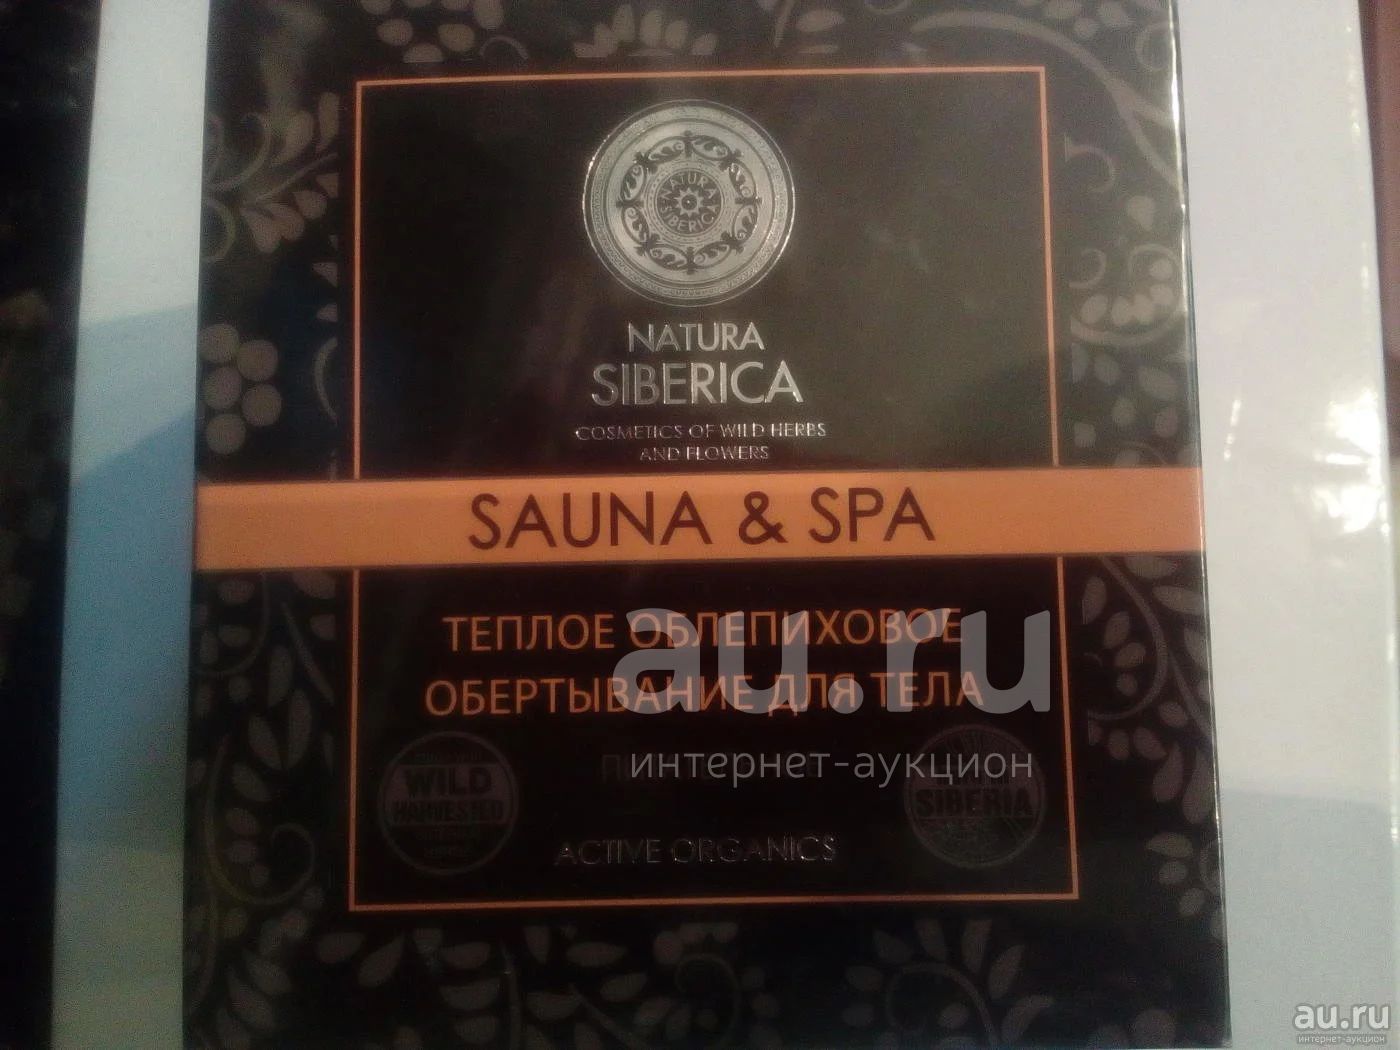 NATURA
SIBERICA
NATURA
SIBERICA
COSMETICS OF WILD HERBS
AND FLOWERS
SAUNA & SPA
ТЕПЛОЕ ОБЛЕПИХОВОЕ
ОБЕРТЫВАНИЕ ДЛЯ ТЕЛА
au.ru
интернет-аукцион
WILD
HARVESTED
SIBERIA
ACTIVE ORGANICS
au.ru
интернет-аукцион